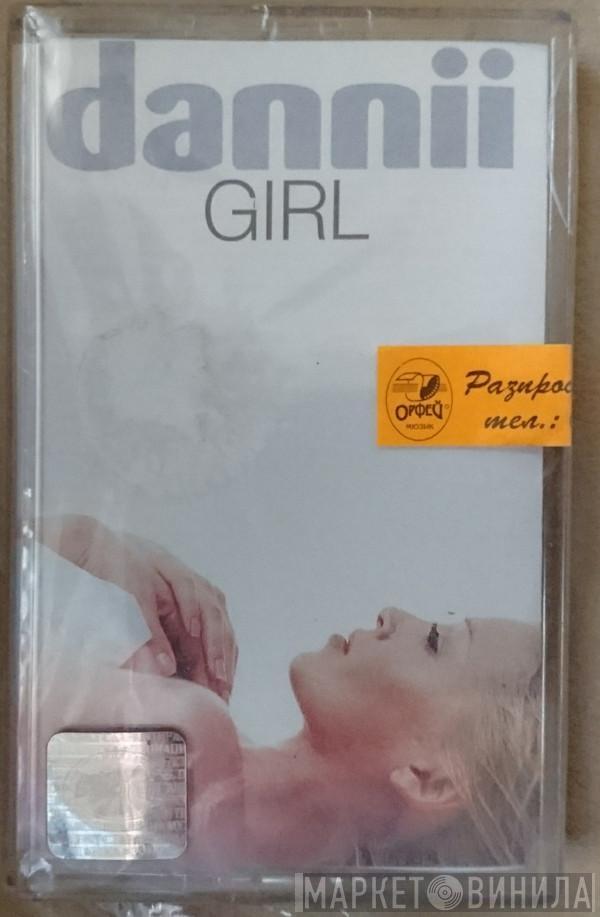 dannii
GIRL
Разпрос
тел.:
ОРФЕЙ
МЮЗИК
МАРКЕТ ВИНИЛА